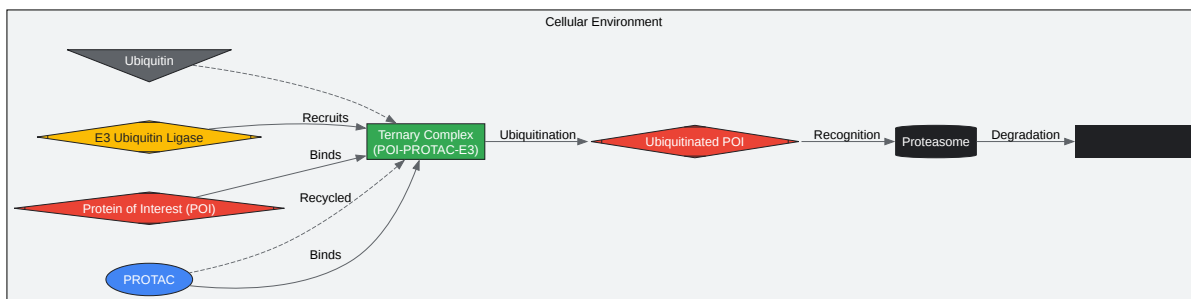 Cellular Environment
Ubiquitin
E3 Ubiquitin Ligase
Protein of Interest (POI)
PROTAC
Recruits
Binds
Recycled
Binds
Ternary Complex
(POI-PROTAC-E3)
Ubiquitination
Ubiquitinated POI
Recognition
Proteasome
Degradation